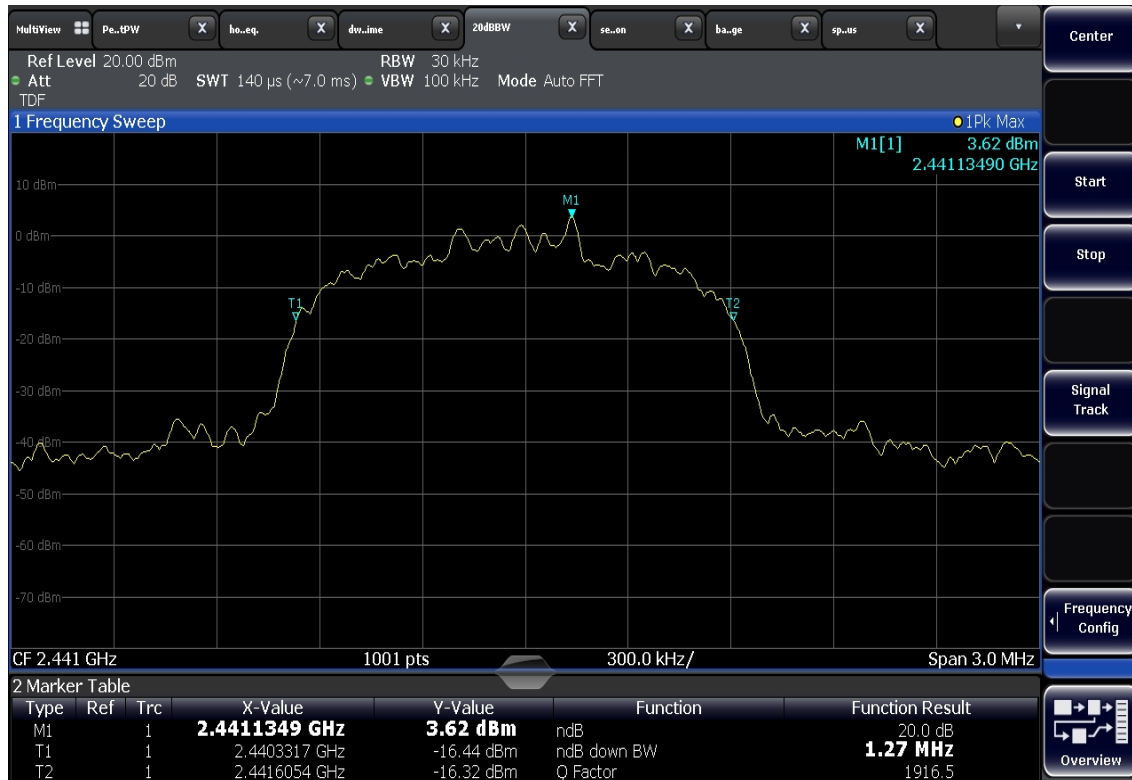 MultiView Pe..tPW X ho..eq. X dw..ime X 20dBBW X se..on X ba..ge X sp..us X
Ref Level 20.00 dBm RBW 30 kHz
Att 20 dB SWT 140 µs (~7.0 ms) VBW 100 kHz Mode Auto FFT
TDF
1 Frequency Sweep 1Pk Max
M1[1] 3.62 dBm
2.44113490 GHz
10 dBm
M1
0 dBm
-10 dBm
T1 T2
-20 dBm
-30 dBm
-40 dBm
-50 dBm
-60 dBm
-70 dBm
CF 2.441 GHz 1001 pts 300.0 kHz/ Span 3.0 MHz
2 Marker Table
Type Ref Trc X-Value Y-Value Function Function Result
M1 1 2.4411349 GHz 3.62 dBm ndB 20.0 dB
T1 1 2.4403317 GHz -16.44 dBm ndB down BW 1.27 MHz
T2 1 2.4416054 GHz -16.32 dBm Q Factor 1916.5
Center
Start
Stop
Signal
Track
Frequency
Config
Overview